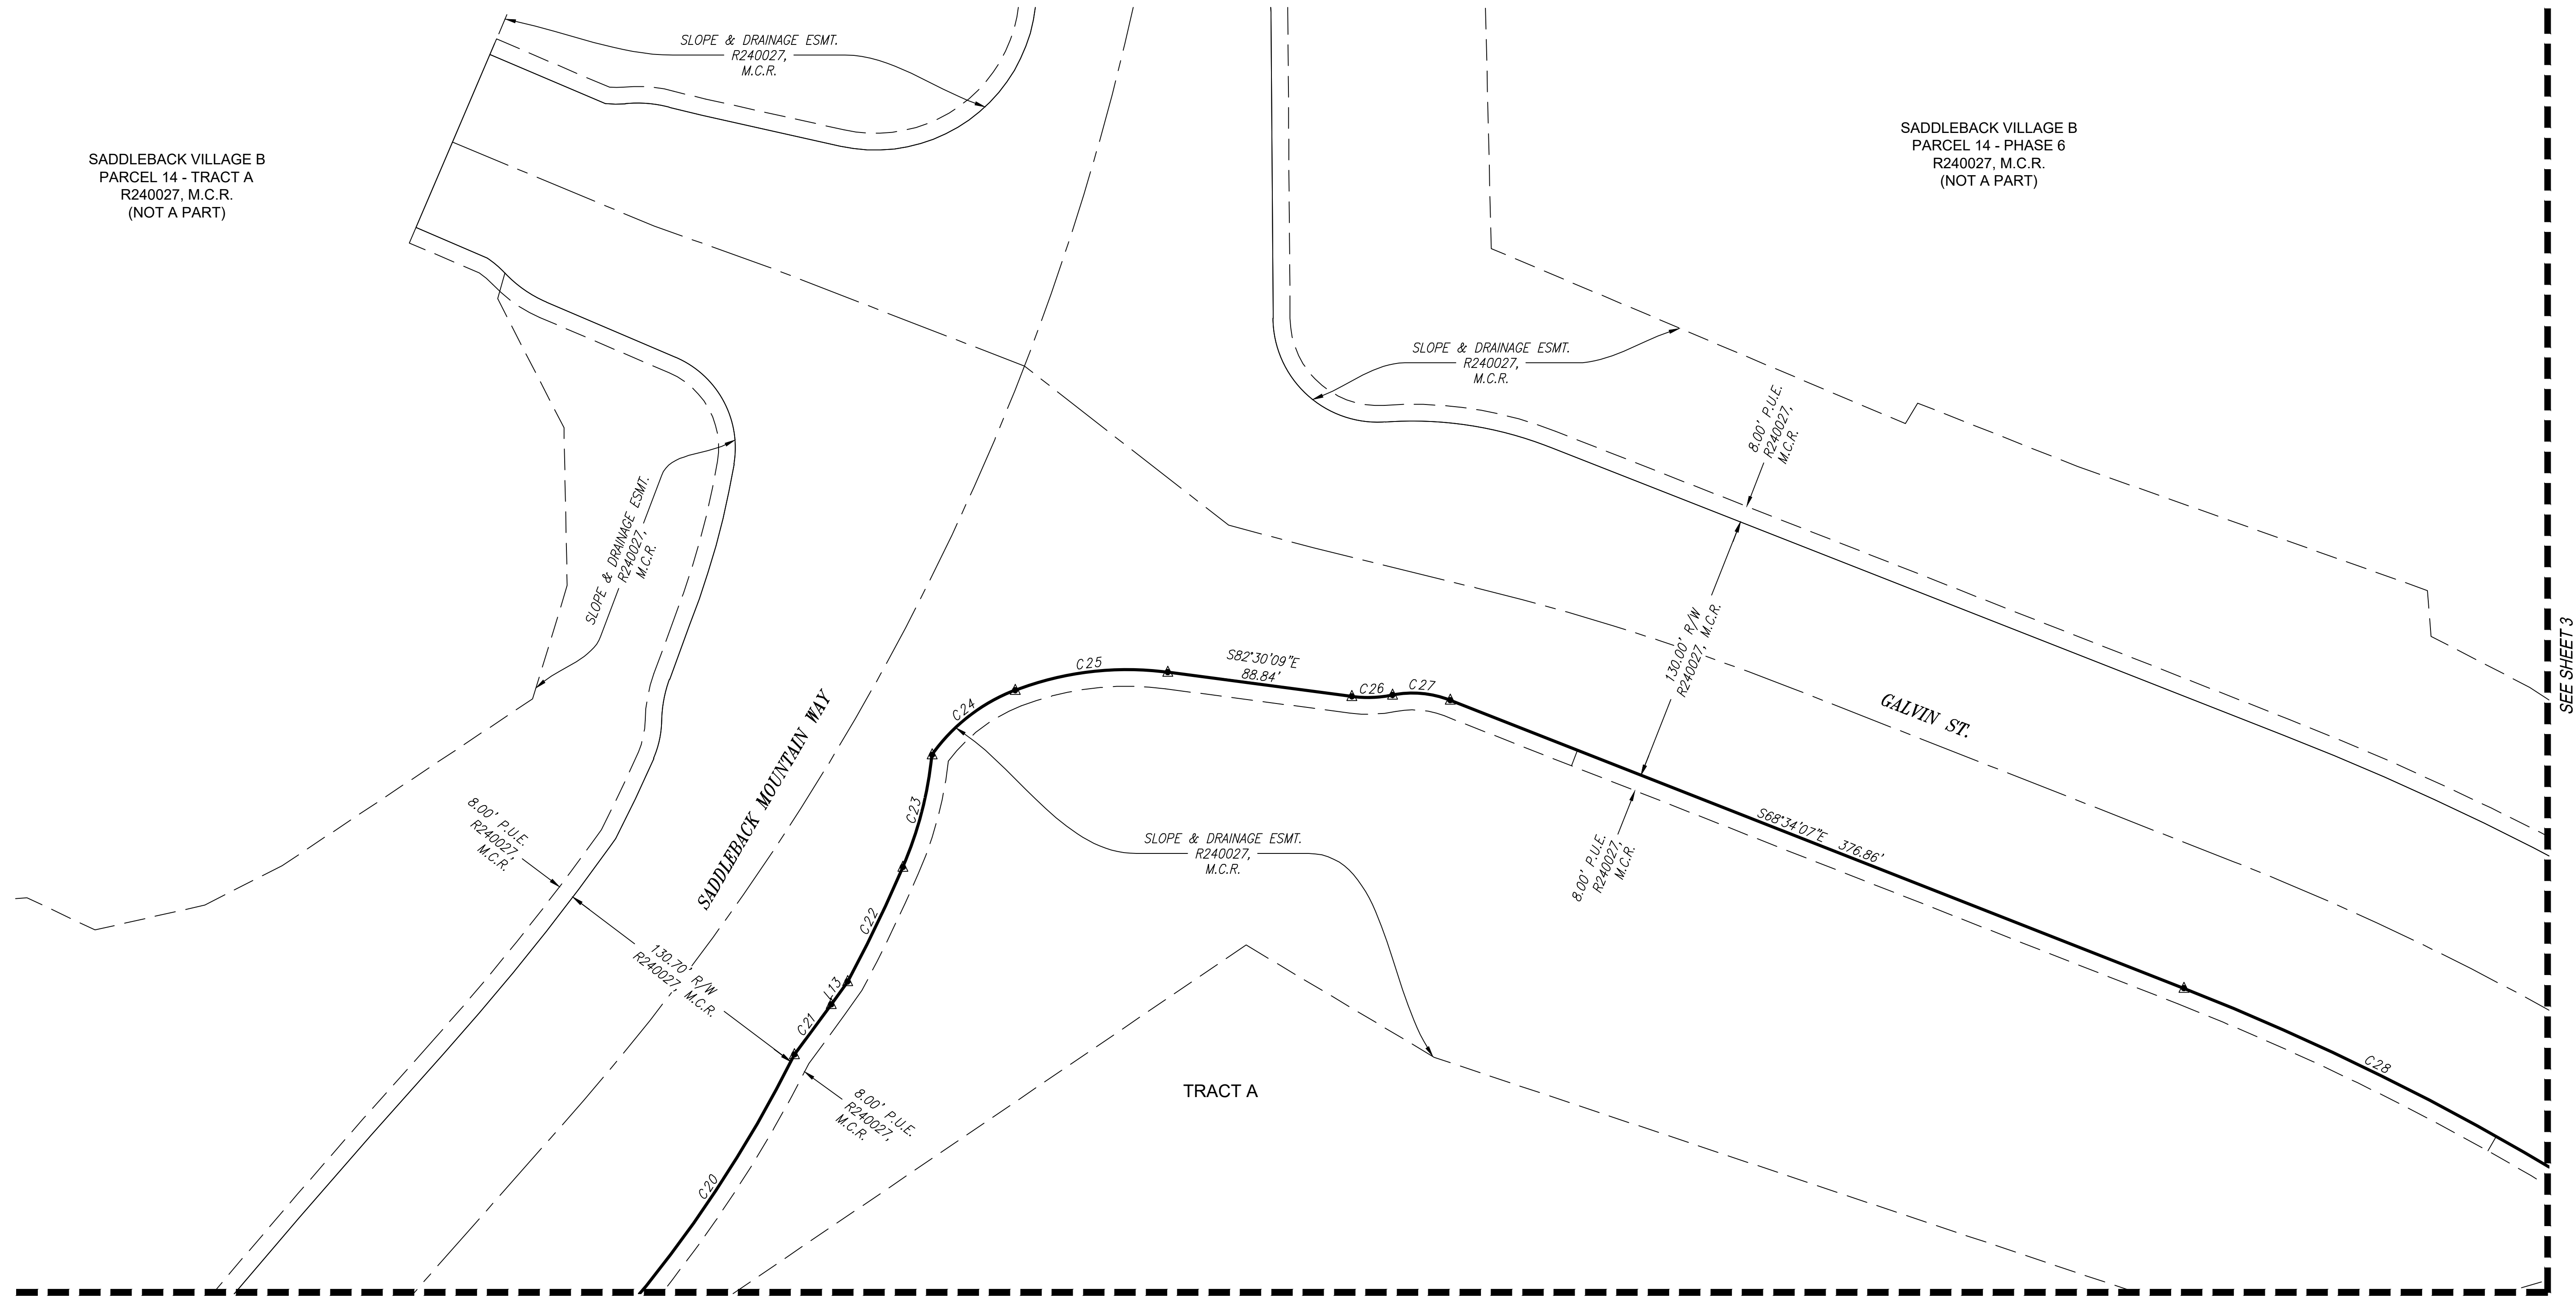 SLOPE & DRAINAGE ESMT.
R240027,
M.C.R.
SADDLEBACK VILLAGE B
PARCEL 14 - TRACT A
R240027, M.C.R.
(NOT A PART)
SADDLEBACK VILLAGE B
PARCEL 14 - PHASE 6
R240027, M.C.R.
(NOT A PART)
SLOPE & DRAINAGE ESMT.
R240027,
M.C.R.
8.00' P.U.E.
R240027,
M.C.R.
SLOPE & DRAINAGE ESMT.
R240027,
M.C.R.
130.00' R/W
R240027, M.C.R.
SEE SHEET 3
C25
S82°30'09"E
88.84'
C26
C27
C24
GALVIN ST.
SADDLEBACK MOUNTAIN WAY
C23
8.00' P.U.E.
R240027,
M.C.R.
SLOPE & DRAINAGE ESMT.
R240027,
M.C.R.
8.00' P.U.E.
R240027,
M.C.R.
S68°34'07"E 376.86'
C22
130.70' R/W
R240027, M.C.R.
L13
C21
C28
TRACT A
8.00' P.U.E.
R240027,
M.C.R.
C20